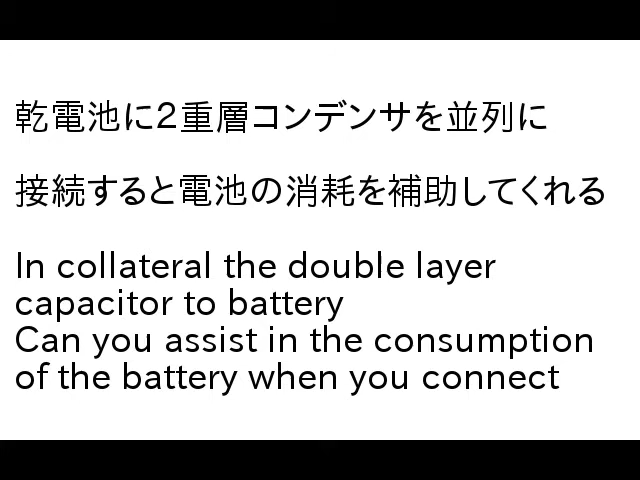 乾電池に２重層コンデンサを並列に
接続すると電池の消耗を補助してくれる
In collateral the double layer
capacitor to battery
Can you assist in the consumption
of the battery when you connect